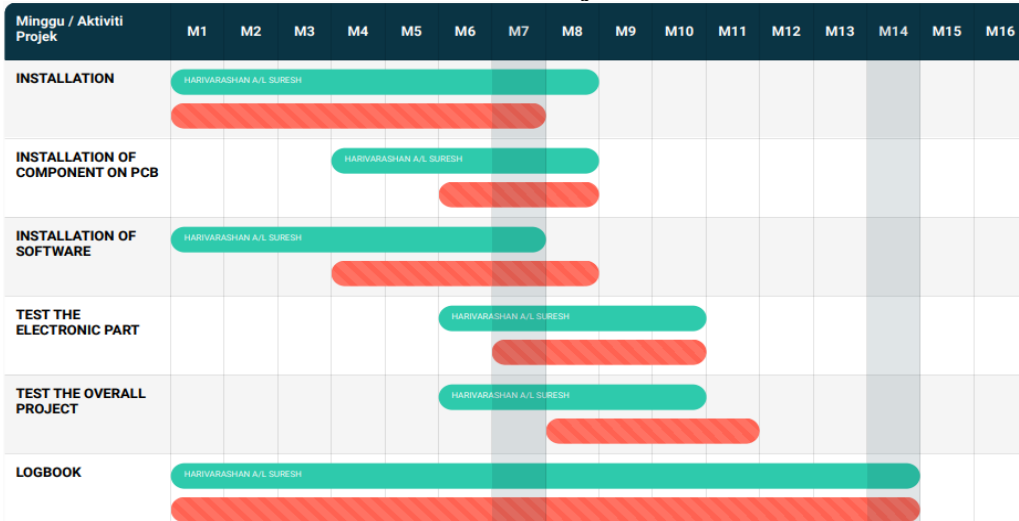 Minggu / Aktiviti
Projek
M1 M2 M3 M4 M5 M6 M7 M8 M9 M10 M11 M12 M13 M14 M15 M16
INSTALLATION
HARIVARASHAN A/L SURESH
INSTALLATION OF
COMPONENT ON PCB
HARIVARASHAN A/L SURESH
INSTALLATION OF
SOFTWARE
HARIVARASHAN A/L SURESH
TEST THE
ELECTRONIC PART
HARIVARASHAN A/L SURESH
TEST THE OVERALL
PROJECT
HARIVARASHAN A/L SURESH
LOGBOOK
HARIVARASHAN A/L SURESH